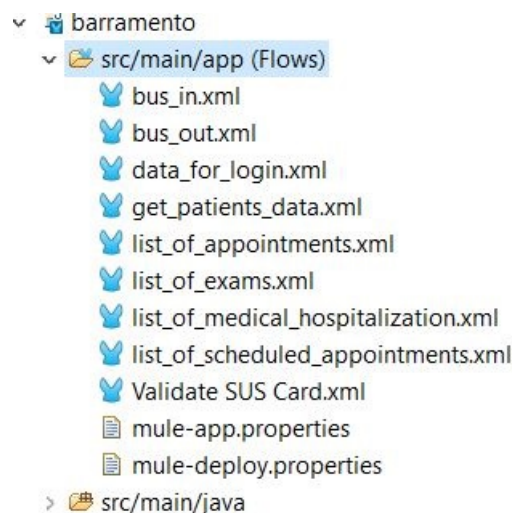 barramento
src/main/app (Flows)
bus_in.xml
bus_out.xml
data_for_login.xml
get_patients_data.xml
list_of_appointments.xml
list_of_exams.xml
list_of_medical_hospitalization.xml
list_of_scheduled_appointments.xml
Validate SUS Card.xml
mule-app.properties
mule-deploy.properties
src/main/java